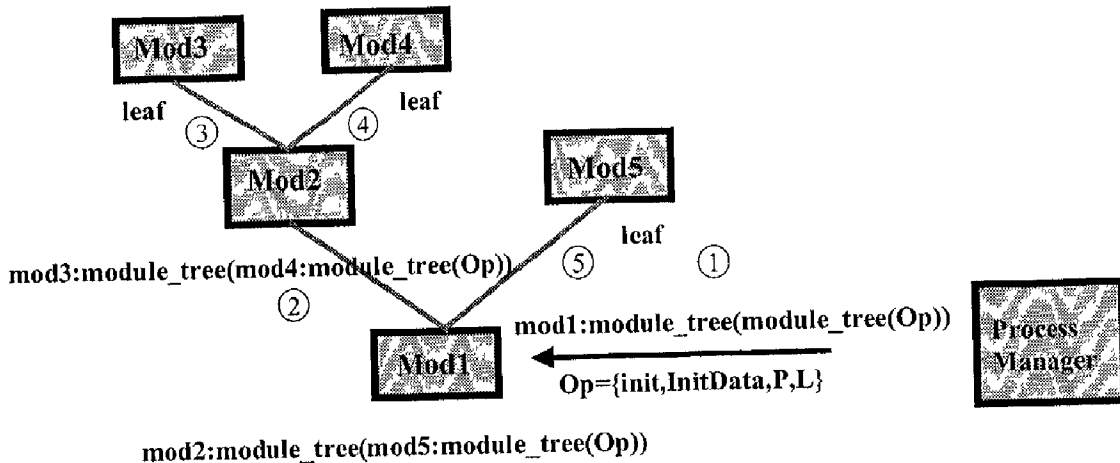 Mod3
Mod4
leaf
leaf
3
4
Mod2
Mod5
leaf
mod3:module_tree(mod4:module_tree(Op))
5
1
2
mod1:module_tree(module_tree(Op))
Process
Manager
Mod1
Op={init,InitData,P,L}
mod2:module_tree(mod5:module_tree(Op))